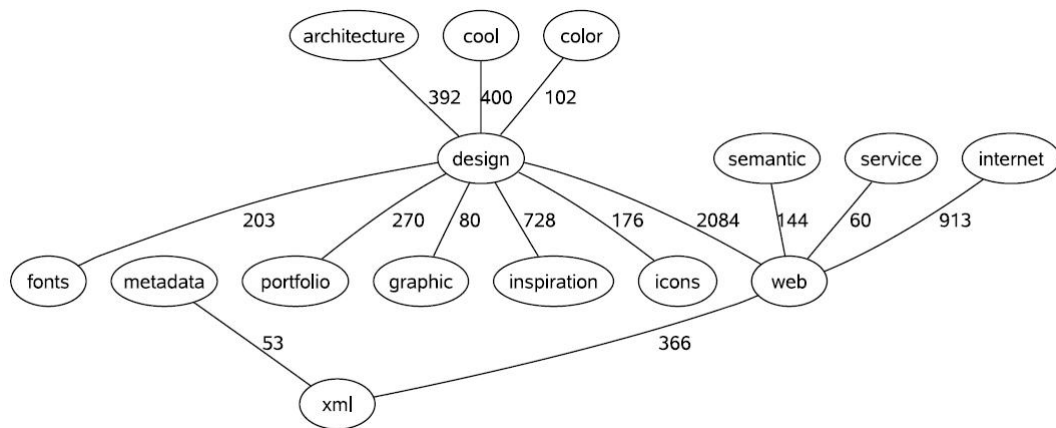 architecture cool color
392 400 102
design semantic service internet
203 270 80 728 176 2084 144 60 913
fonts metadata portfolio graphic inspiration icons web
53 366
xml